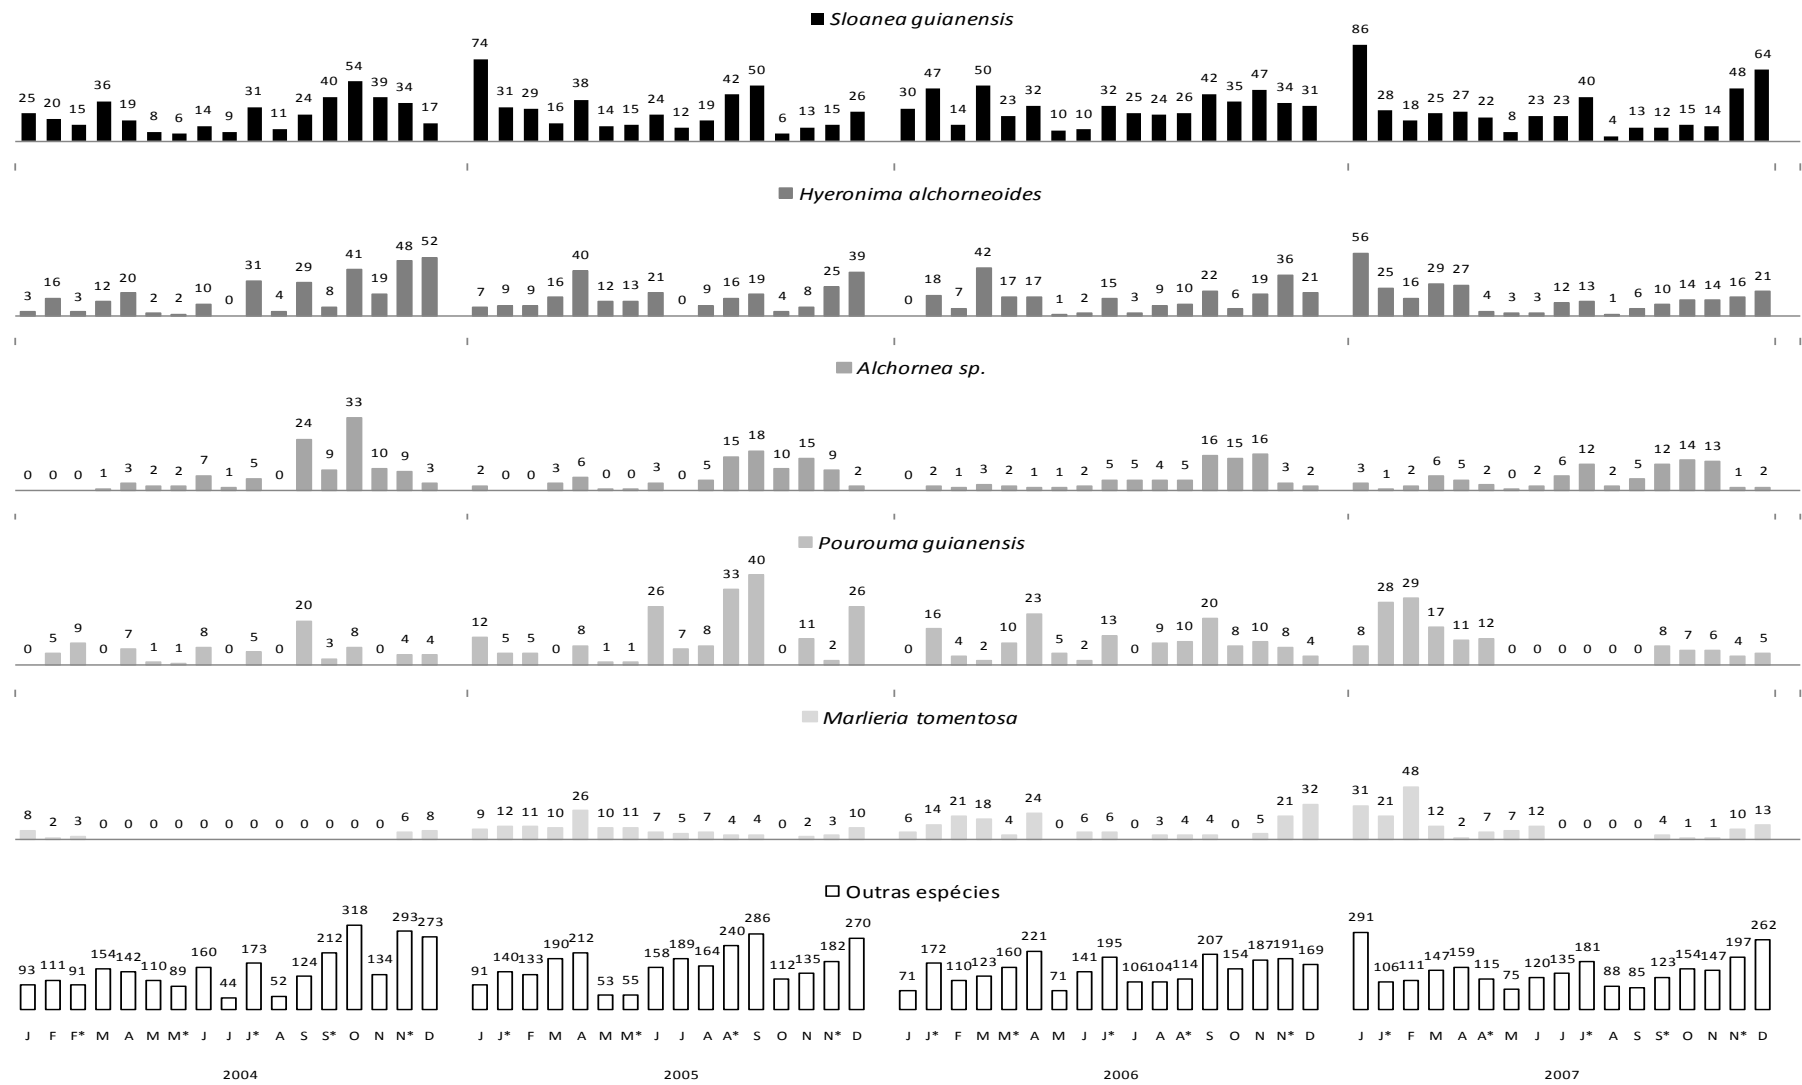 Sloanea guianensis
25 20 15 36 19 8 6 14 9 31 11 24 40 54 39 34 17 74 31 29 16 38 14 15 24 12 19 42 50 6 13 15 26 30 47 14 50 23 32 10 10 32 25 24 26 42 35 47 34 31 86 28 18 25 27 22 8 23 23 40 4 13 12 15 14 48 64
Hyeronima alchorneoides
3 16 3 12 20 2 2 10 0 31 4 29 8 41 19 48 52 7 9 9 16 40 12 13 21 0 9 16 19 4 8 25 39 0 18 7 42 17 17 1 2 15 3 9 10 22 6 19 36 21 56 25 16 29 27 4 3 3 12 13 1 6 10 14 14 16 21
Alchornea sp.
0 0 0 1 3 2 2 7 1 5 0 24 9 33 10 9 3 2 0 0 3 6 0 0 3 0 5 15 18 10 15 9 2 0 2 1 3 2 1 1 2 5 5 4 5 16 15 16 3 2 3 1 2 6 5 2 0 2 6 12 2 5 12 14 13 1 2
Pourouma guianensis
0 5 9 0 7 1 1 8 0 5 0 20 3 8 0 4 4 12 5 5 0 8 1 1 26 7 8 33 40 0 11 2 26 0 16 4 2 10 23 5 2 13 0 9 10 20 8 10 8 4 8 28 29 17 11 12 0 0 0 0 0 0 8 7 6 4 5
Marlieria tomentosa
8 2 3 0 0 0 0 0 0 0 0 0 0 0 0 6 8 9 12 11 10 26 10 11 7 5 7 4 4 0 2 3 10 6 14 21 18 4 24 0 6 6 0 3 4 4 0 5 21 32 31 21 48 12 2 7 7 12 0 0 0 0 4 1 1 10 13
Outras espécies
93 111 91 154 142 110 89 160 44 173 52 124 212 318 134 293 273 91 140 133 190 212 53 55 158 189 164 240 286 112 135 182 270 71 172 110 123 160 221 71 141 195 106 104 114 207 154 187 191 169 291 106 111 147 159 115 75 120 135 181 88 85 123 154 147 197 262
J F F* M A M M* J J J* A S S* O N N* D J J* F M A M M* J J A A* S O N N* D J J* F M M* A M J J* J A A* S O N N* D J J* F M A A* M J J J* A S S* O N N* D
2004 2005 2006 2007